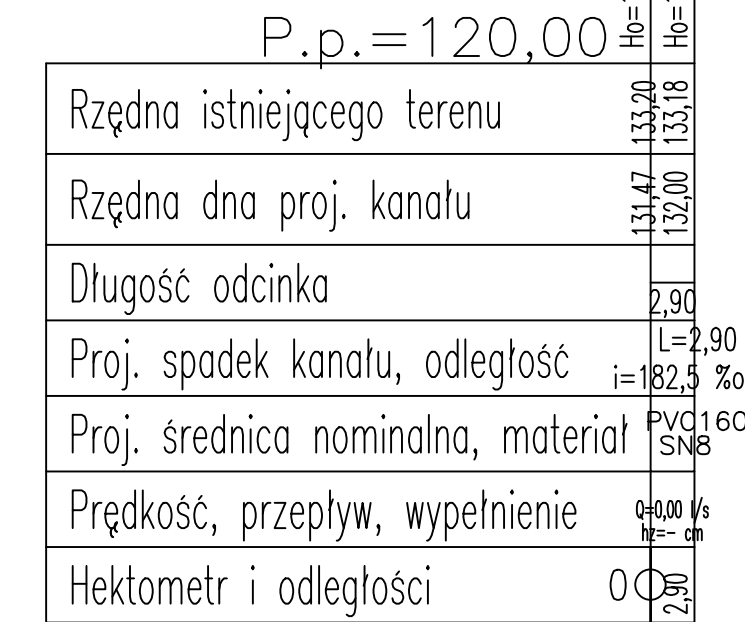 P.p.=120,00 Ho= Ho=
Rzędna istniejącego terenu 133,20 133,18
Rzędna dna proj. kanału 131,47 132,00
Długość odcinka 2,90
Proj. spadek kanału, odległość L=2,90
i=182,5 ‰
Proj. średnica nominalna, materiał PVC160
SN8
Prędkość, przepływ, wypełnienie Q=0,00 l/s
hz=- cm
Hektometr i odległości 0 2,90